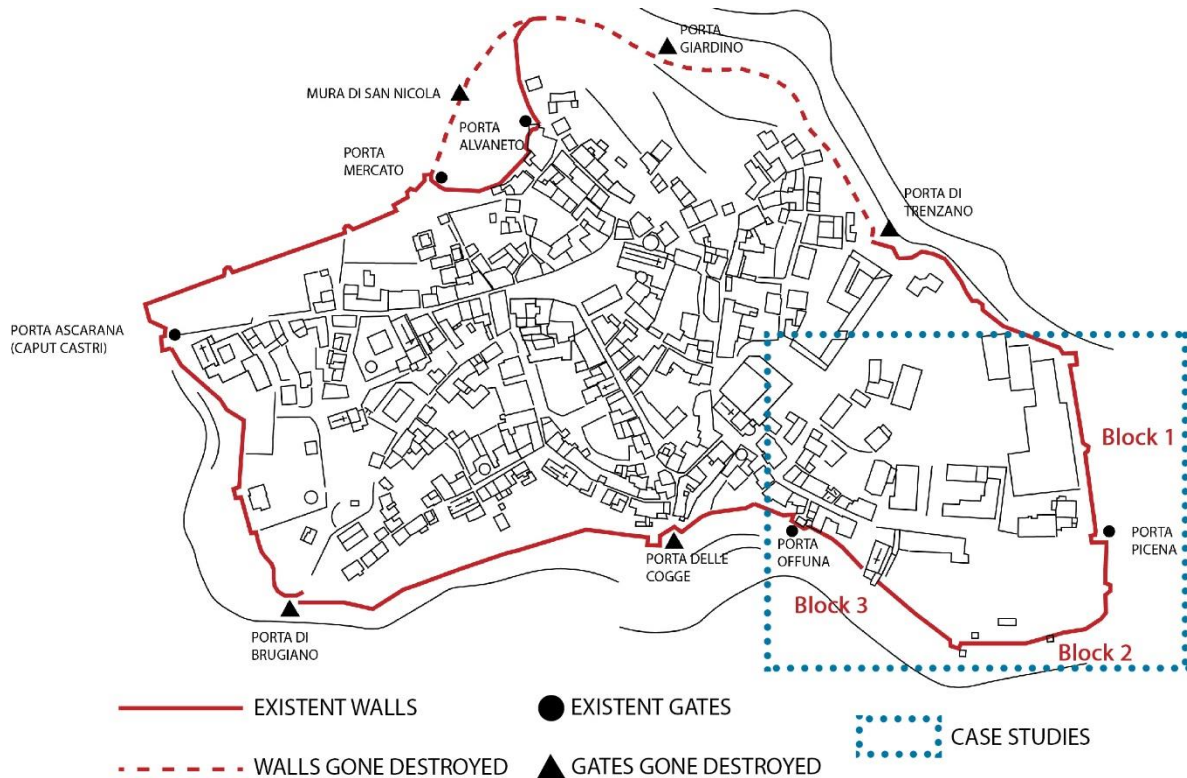 PORTA
GIARDINO
MURA DI SAN NICOLA
PORTA
ALVANETO
PORTA
MERCATO
PORTA DI
TRENZANO
PORTA ASCARANA
(CAPUT CASTRI)
Block 1
PORTA
PICENA
PORTA
OFFUNA
PORTA DELLE
COGGE
Block 3
PORTA DI
BRUGIANO
Block 2
EXISTENT WALLS
EXISTENT GATES
CASE STUDIES
WALLS GONE DESTROYED
GATES GONE DESTROYED